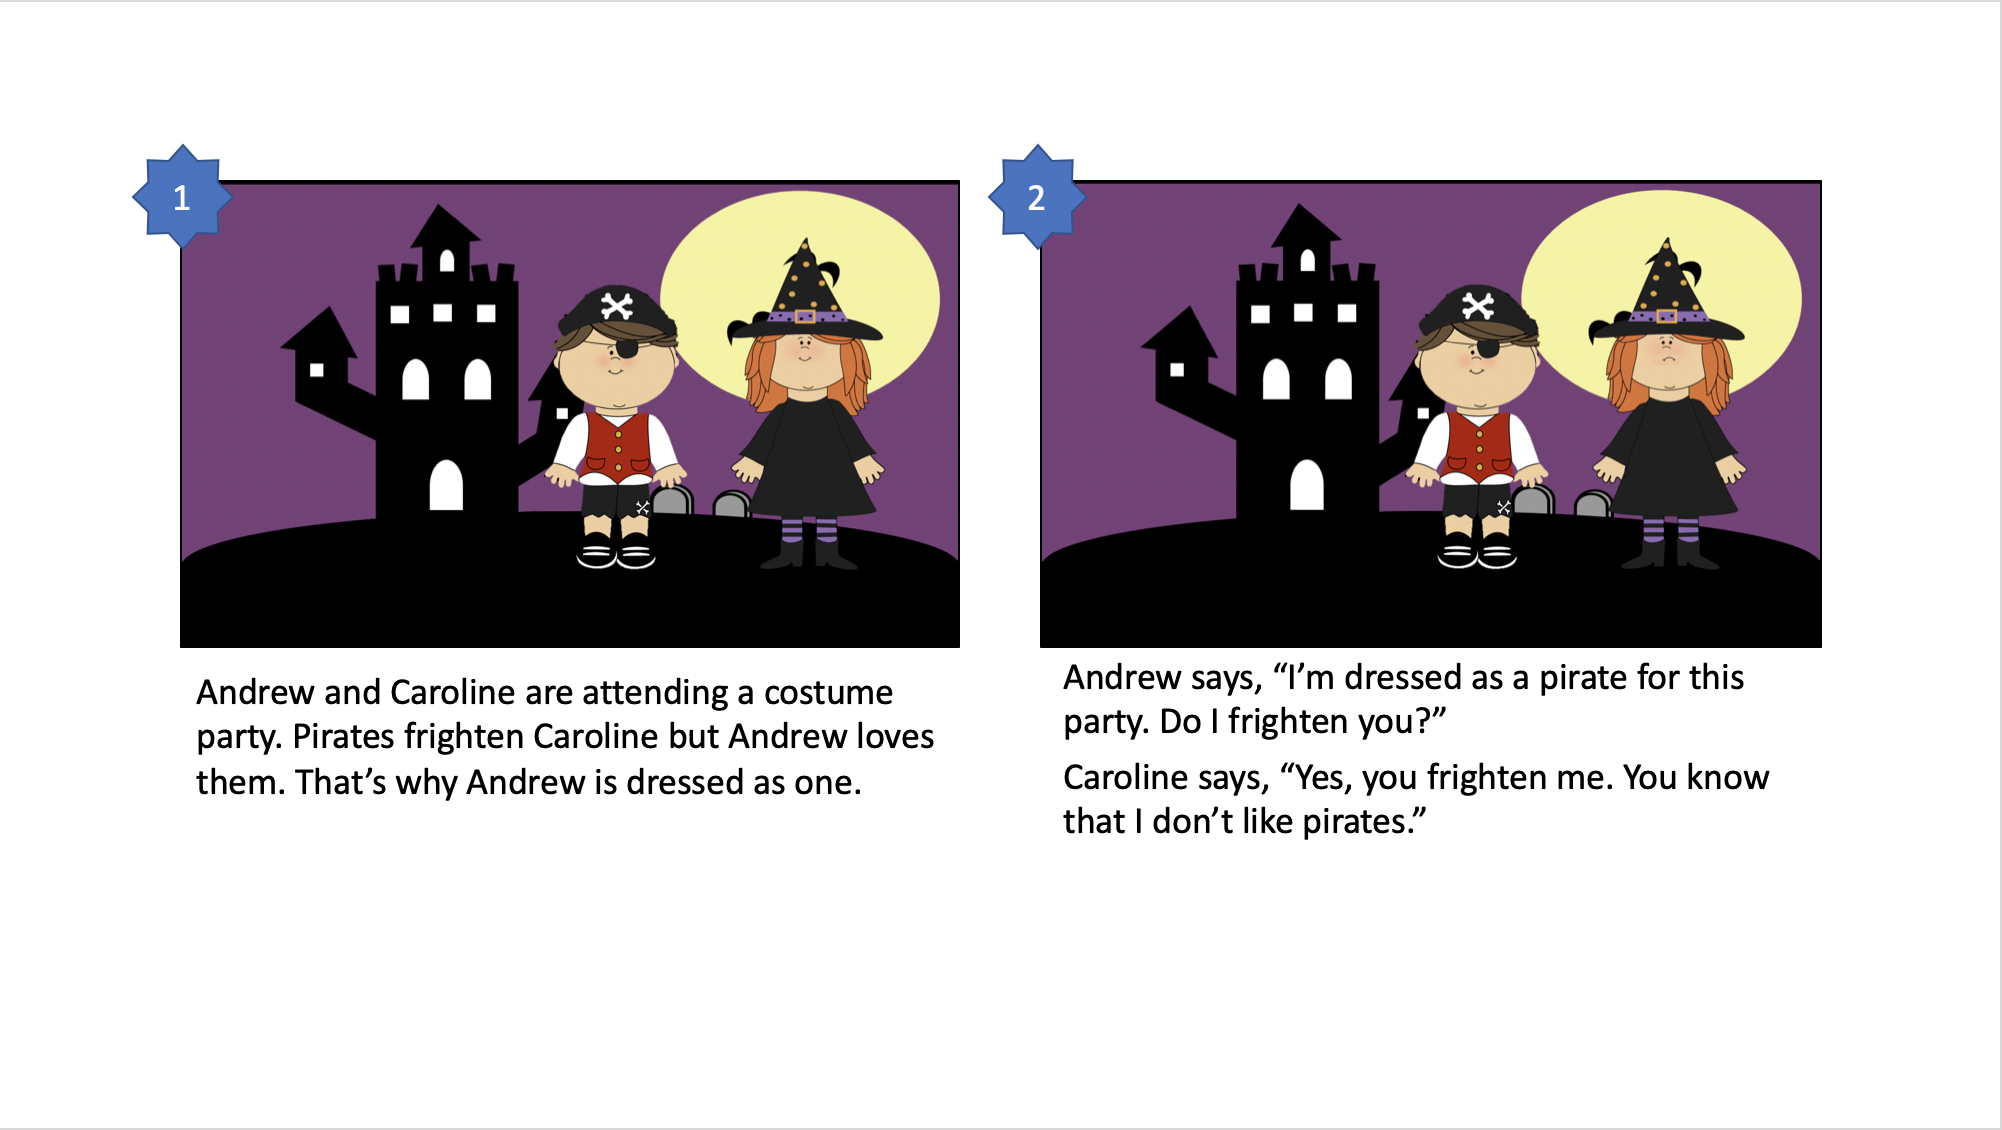 1
Andrew and Caroline are attending a costume
party. Pirates frighten Caroline but Andrew loves
them. That’s why Andrew is dressed as one.
2
Andrew says, “I’m dressed as a pirate for this
party. Do I frighten you?”
Caroline says, “Yes, you frighten me. You know
that I don’t like pirates.”